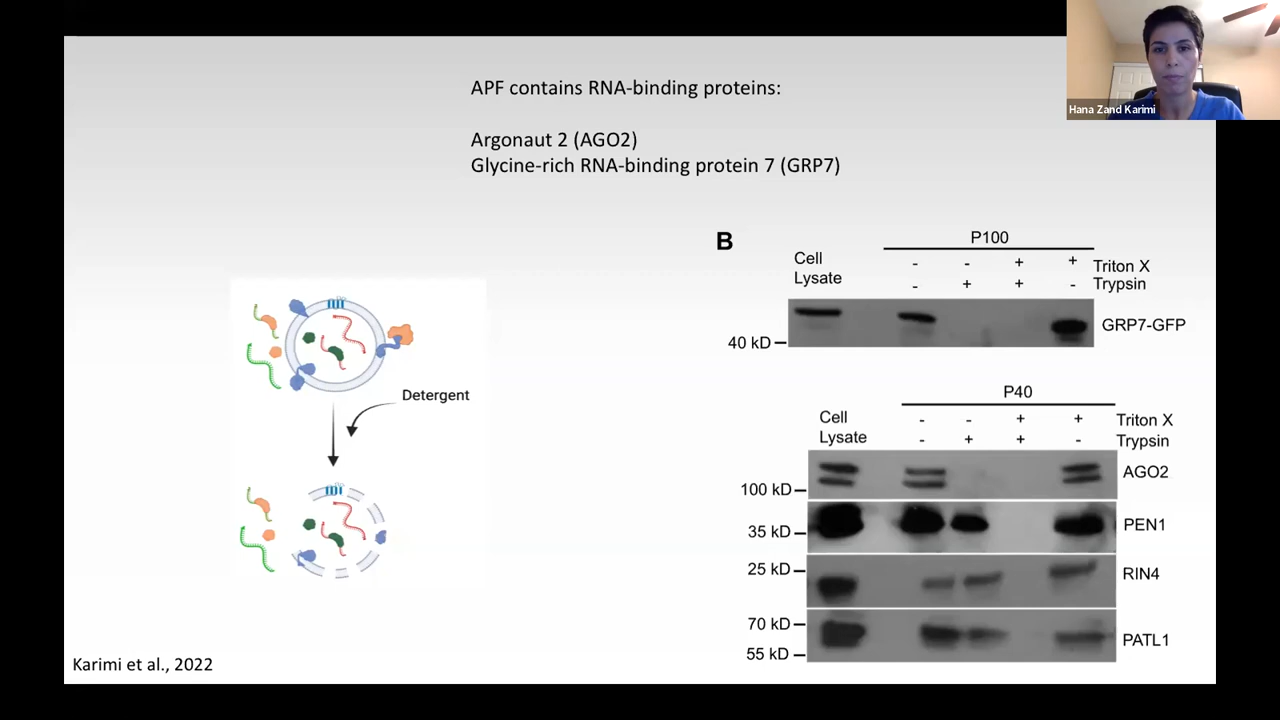 Hana Zand Karimi
APF contains RNA-binding proteins:
Argonaut 2 (AGO2)
Glycine-rich RNA-binding protein 7 (GRP7)
B
P100
Cell
Lysate
- - + + Triton X
- + + - Trypsin
GRP7-GFP
40 kD
Detergent
P40
Cell
Lysate
- - + + Triton X
- + + - Trypsin
AGO2
100 kD
PEN1
35 kD
25 kD
RIN4
70 kD
PATL1
55 kD
Karimi et al., 2022